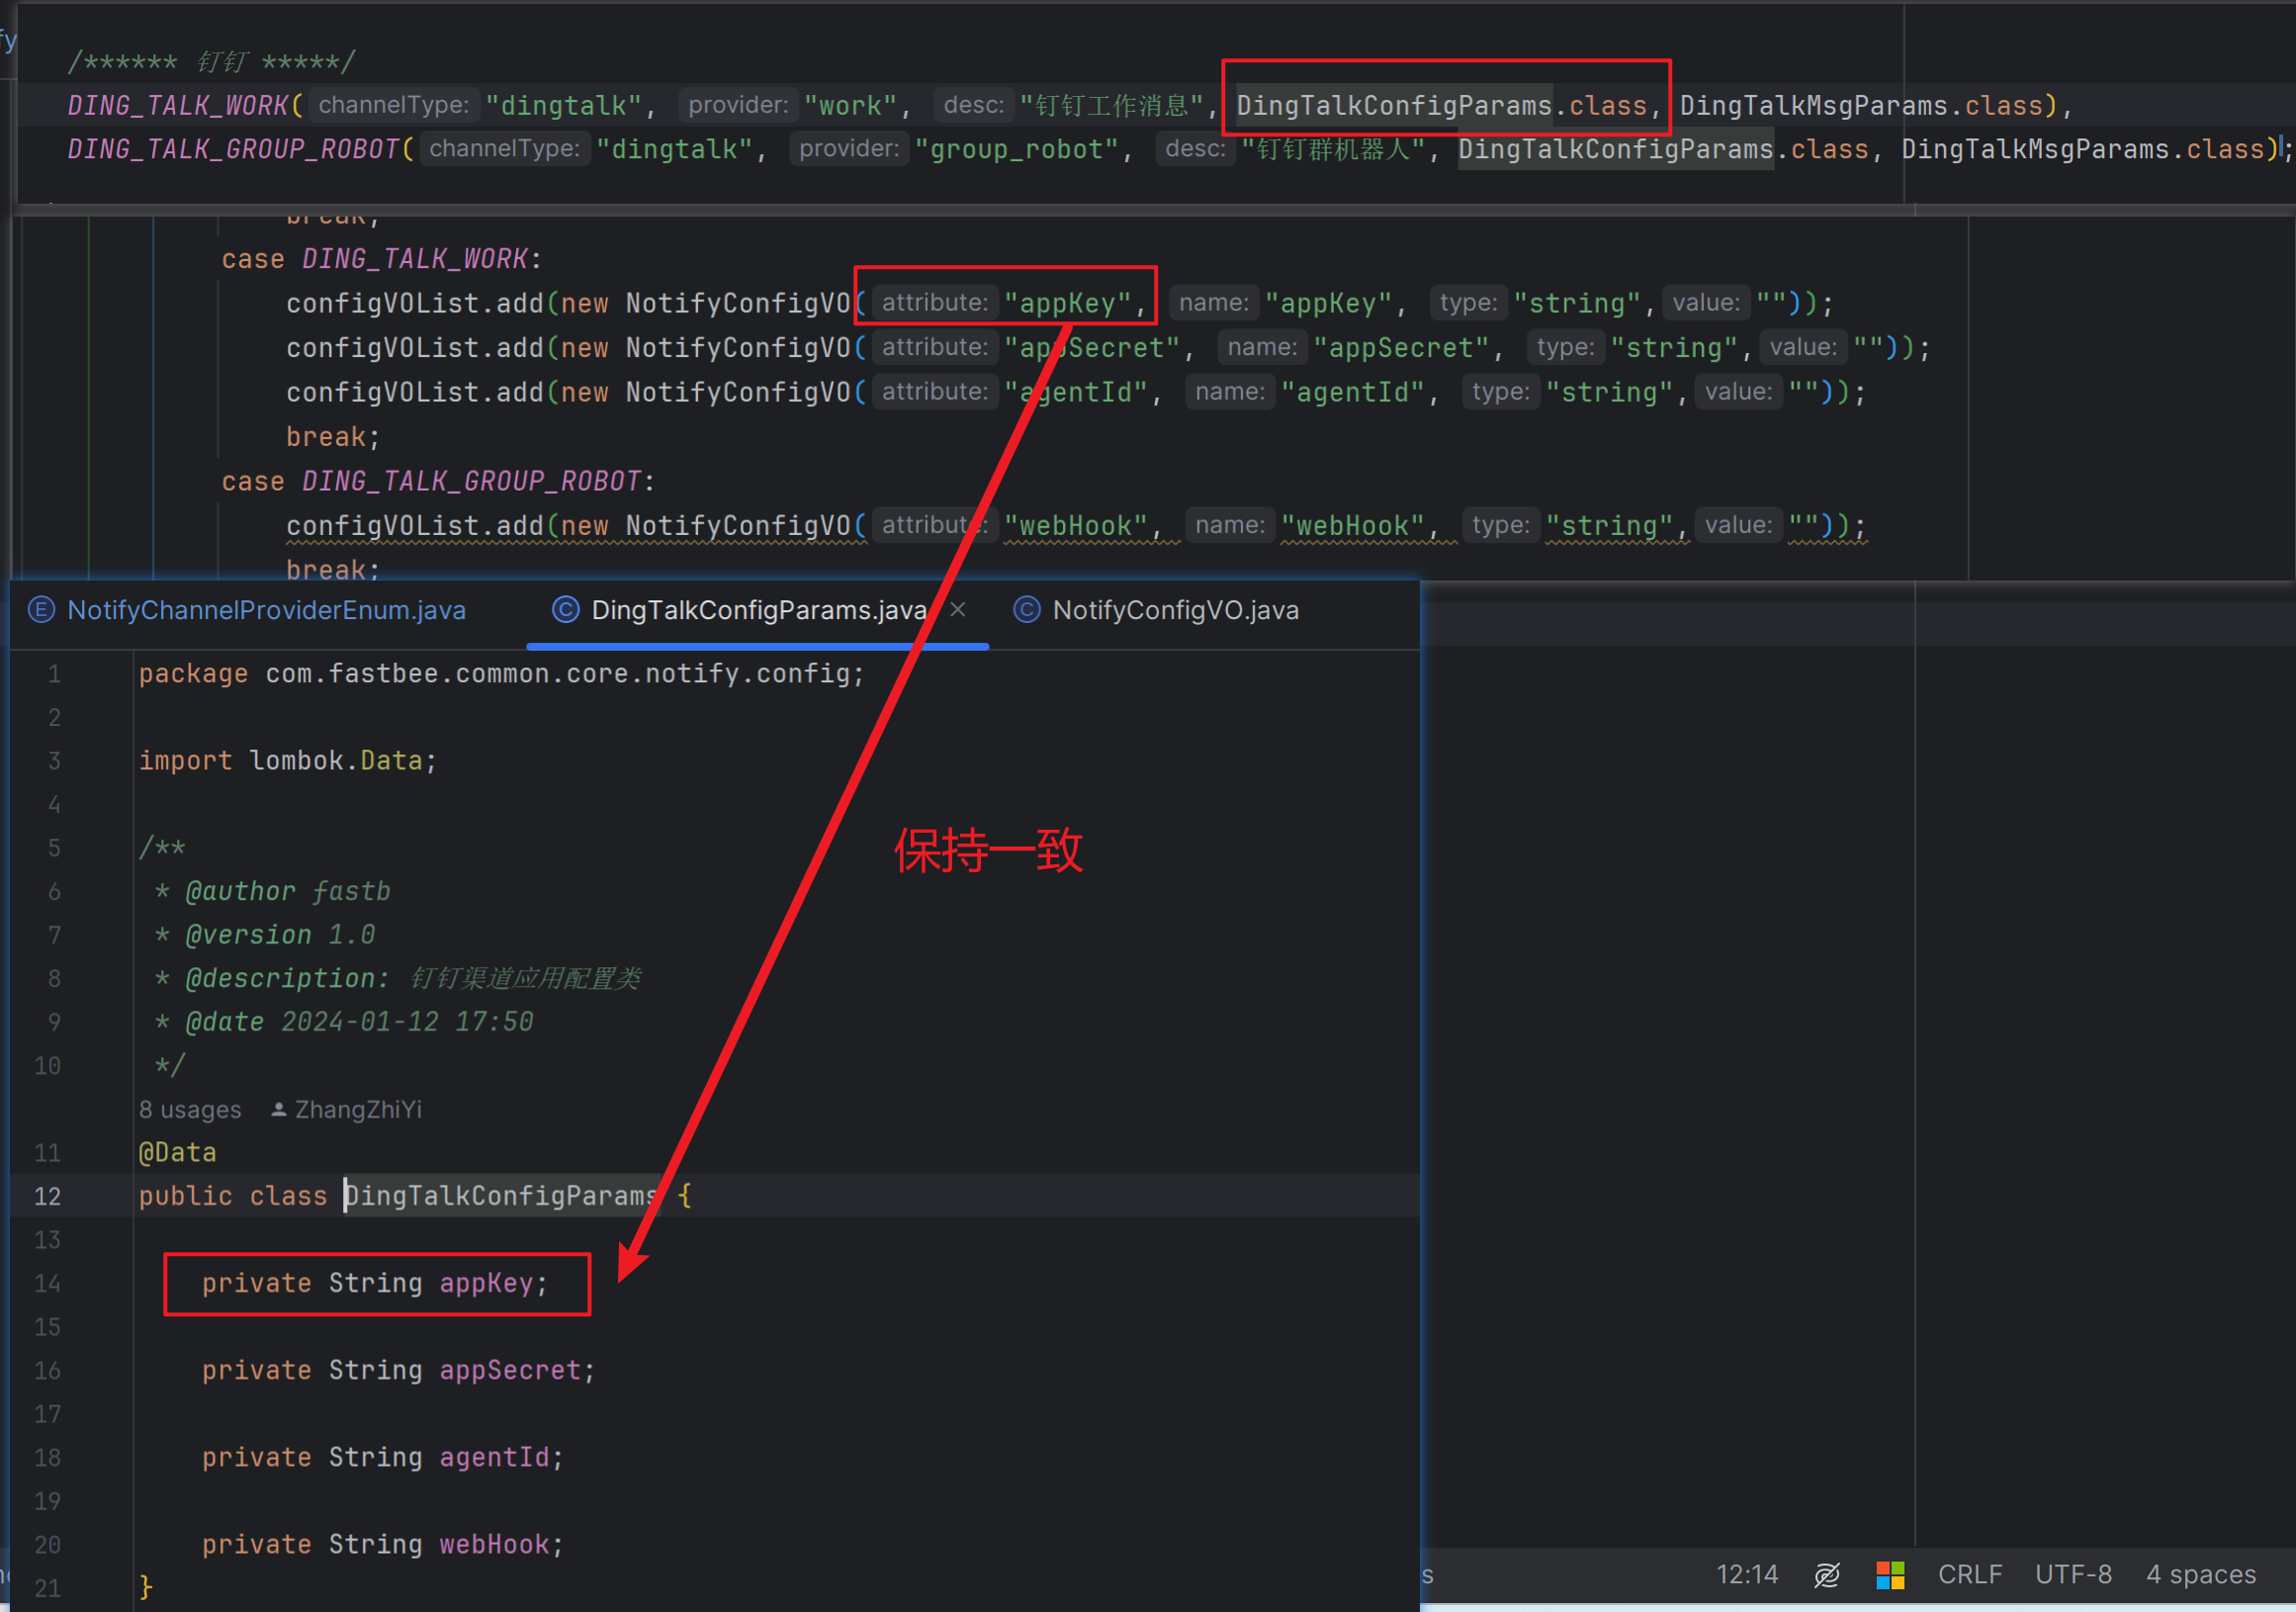 /****** 钉钉 *****/
DING_TALK_WORK( channelType: "dingtalk", provider: "work", desc: "钉钉工作消息", DingTalkConfigParams.class, DingTalkMsgParams.class),
DING_TALK_GROUP_ROBOT( channelType: "dingtalk", provider: "group_robot", desc: "钉钉群机器人", DingTalkConfigParams.class, DingTalkMsgParams.class);
break;
case DING_TALK_WORK:
configVOList.add(new NotifyConfigVO( attribute: "appKey", name: "appKey", type: "string", value: ""));
configVOList.add(new NotifyConfigVO( attribute: "appSecret", name: "appSecret", type: "string", value: ""));
configVOList.add(new NotifyConfigVO( attribute: "agentId", name: "agentId", type: "string", value: ""));
break;
case DING_TALK_GROUP_ROBOT:
configVOList.add(new NotifyConfigVO( attribute: "webHook", name: "webHook", type: "string", value: ""));
break;
NotifyChannelProviderEnum.java DingTalkConfigParams.java NotifyConfigVO.java
1 package com.fastbee.common.core.notify.config;
2
3 import lombok.Data;
4
保持一致
5 /**
6 * @author fastb
7 * @version 1.0
8 * @description: 钉钉渠道应用配置类
9 * @date 2024-01-12 17:50
10 */
8 usages ZhangZhiYi
11 @Data
12 public class DingTalkConfigParams {
13
14 private String appKey;
15
16 private String appSecret;
17
18 private String agentId;
19
20 private String webHook;
21 }
12:14 CRLF UTF-8 4 spaces